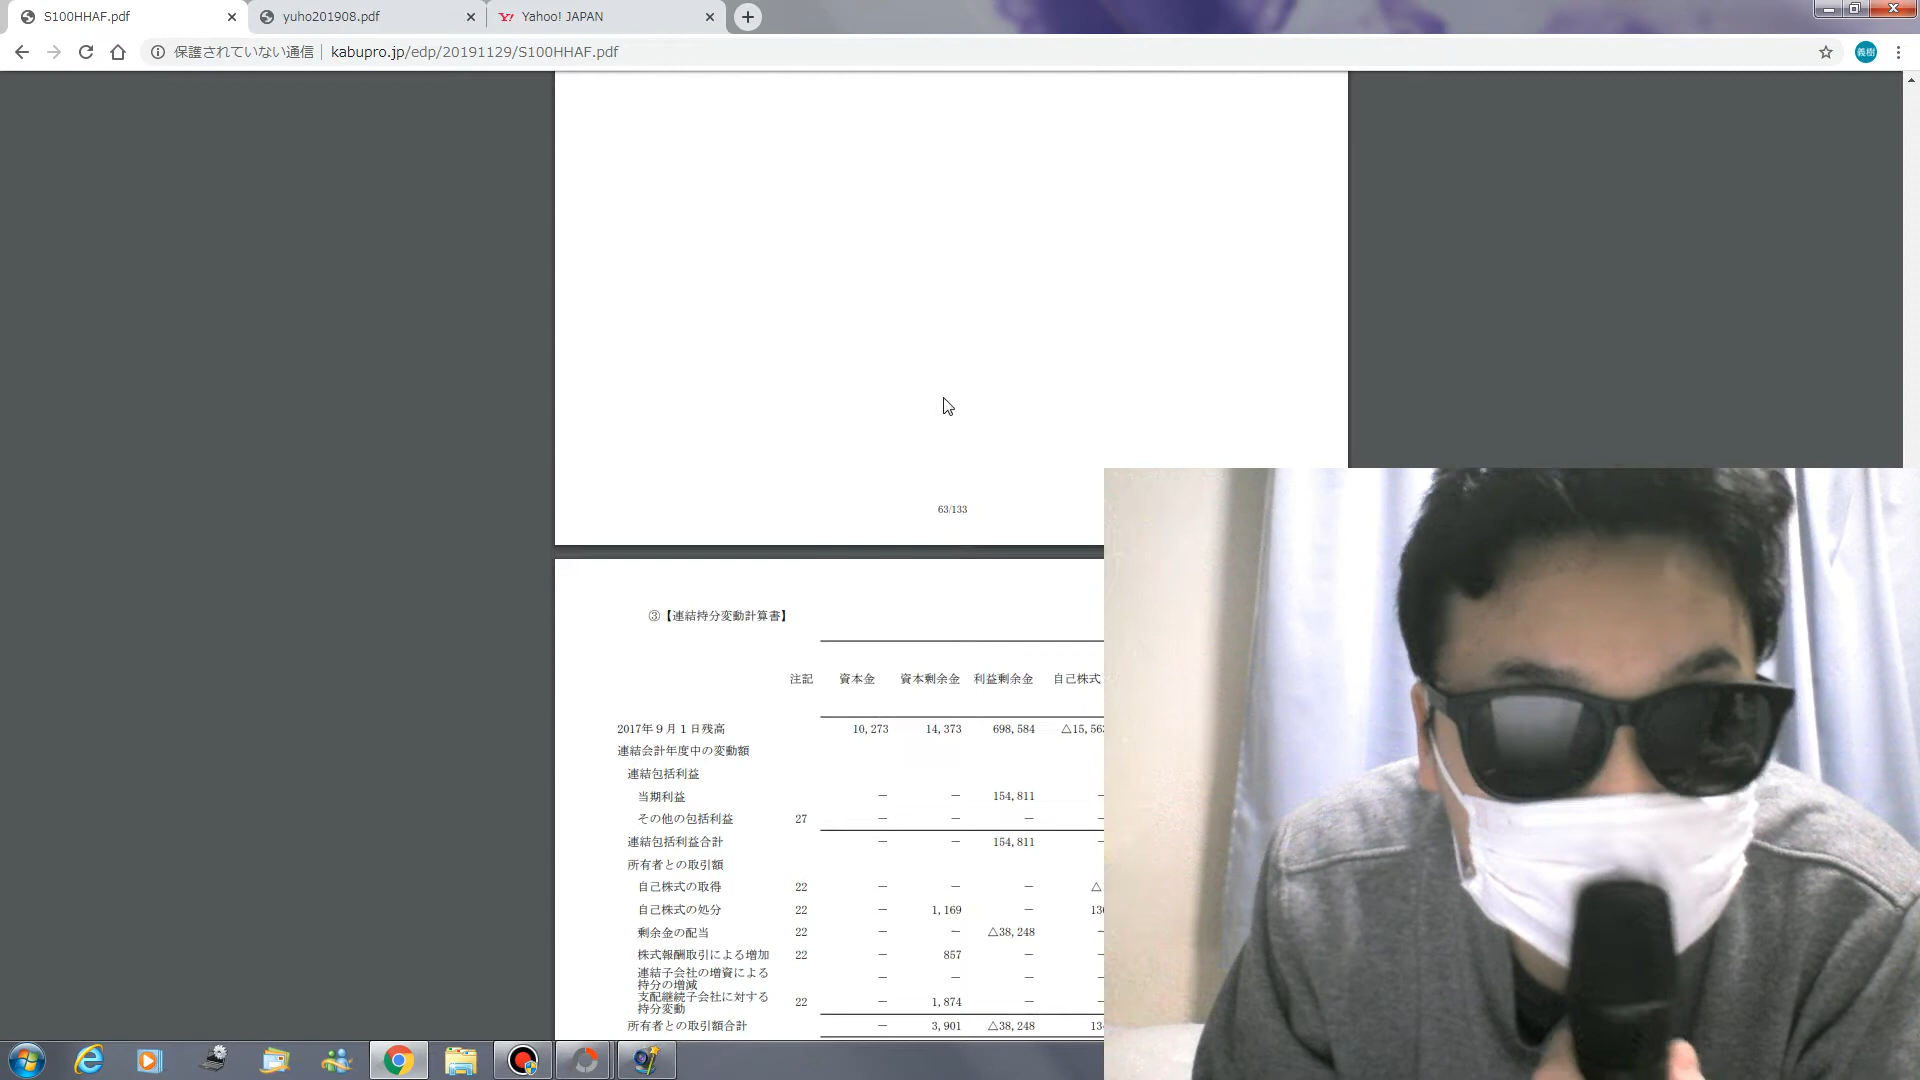 S100HHAF.pdf
yuho201908.pdf
Yahoo! JAPAN
保護されていない通信 | kabupro.jp/edp/20191129/S100HHAF.pdf
義樹
63/133
③【連結持分変動計算書】
注記 資本金 資本剰余金 利益剰余金 自己株式
2017年９月１日残高 10,273 14,373 698,584 △15,563
連結会計年度中の変動額
連結包括利益
当期利益 － － 154,811 －
その他の包括利益 27 － － － －
連結包括利益合計 － － 154,811 －
所有者との取引額
自己株式の取得 22 － － － △
自己株式の処分 22 － 1,169 － 130
剰余金の配当 22 － － △38,248 －
株式報酬取引による増加 22 － 857 － －
連結子会社の増資による
持分の増減 － － － －
支配継続子会社に対する
持分変動 22 － 1,874 － －
所有者との取引額合計 － 3,901 △38,248 13